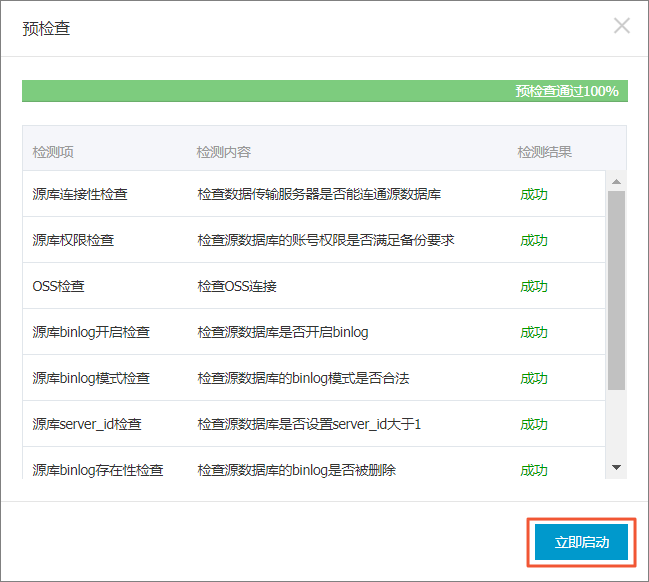 预检查
预检查通过100%
检测项 检测内容 检测结果
源库连接性检查 检查数据传输服务器是否能连通源数据库 成功
源库权限检查 检查源数据库的账号权限是否满足备份要求 成功
OSS检查 检查OSS连接 成功
源库binlog开启检查 检查源数据库是否开启binlog 成功
源库binlog模式检查 检查源数据库的binlog模式是否合法 成功
源库server_id检查 检查源数据库是否设置server_id大于1 成功
源库binlog存在性检查 检查源数据库的binlog是否被删除 成功
立即启动